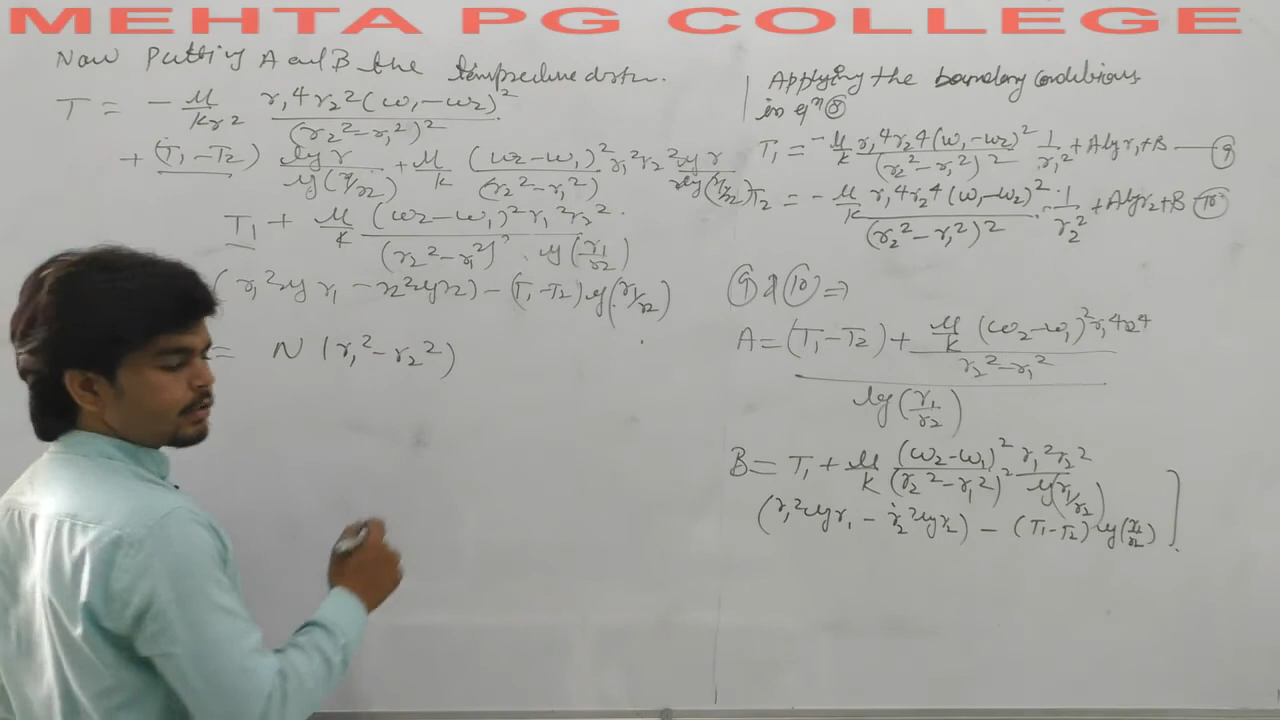 MEHTA PG COLLEGE
Now Putting A and B the temperature distn.
T = - μ/kr² r₁⁴r₂²(ω₁-ω₂)²/(r₂²-r₁²)²
+ (T₁-T₂) log r/log(r₁/r₂) + μ/k (ω₂-ω₁)²/(r₂²-r₁²) r₁²r₂² log r/log(r₁/r₂)
T₁ + μ/k (ω₂-ω₁)²r₁²r₂²/(r₂²-r₁²)² · log(r₁/r₂)
(r₁² log r₁ - r₂² log r₂) - (T₁-T₂) log(r₁/r₂)
= N(r₁²-r₂²)
Applying the boundary conditions
in eqⁿ ⑧
T₁ = - μ/k r₁⁴r₂⁴(ω₁-ω₂)²/(r₂²-r₁²)² 1/r₁² + A log r₁ + B — ⑨
T₂ = - μ/k r₁⁴r₂⁴(ω₁-ω₂)²/(r₂²-r₁²)² · 1/r₂² + A log r₂ + B ⑩
⑨ & ⑩ ⇒
A = (T₁-T₂) + μ/k (ω₂-ω₁)²r₁⁴r₂⁴/r₂²-r₁²
log(r₁/r₂)
B = T₁ + μ/k (ω₂-ω₁)²/(r₂²-r₁²)² r₁²r₂²/log(r₁/r₂)
(r₁² log r₁ - r₂² log r₂) - (T₁-T₂) log(r₁/r₂) ]